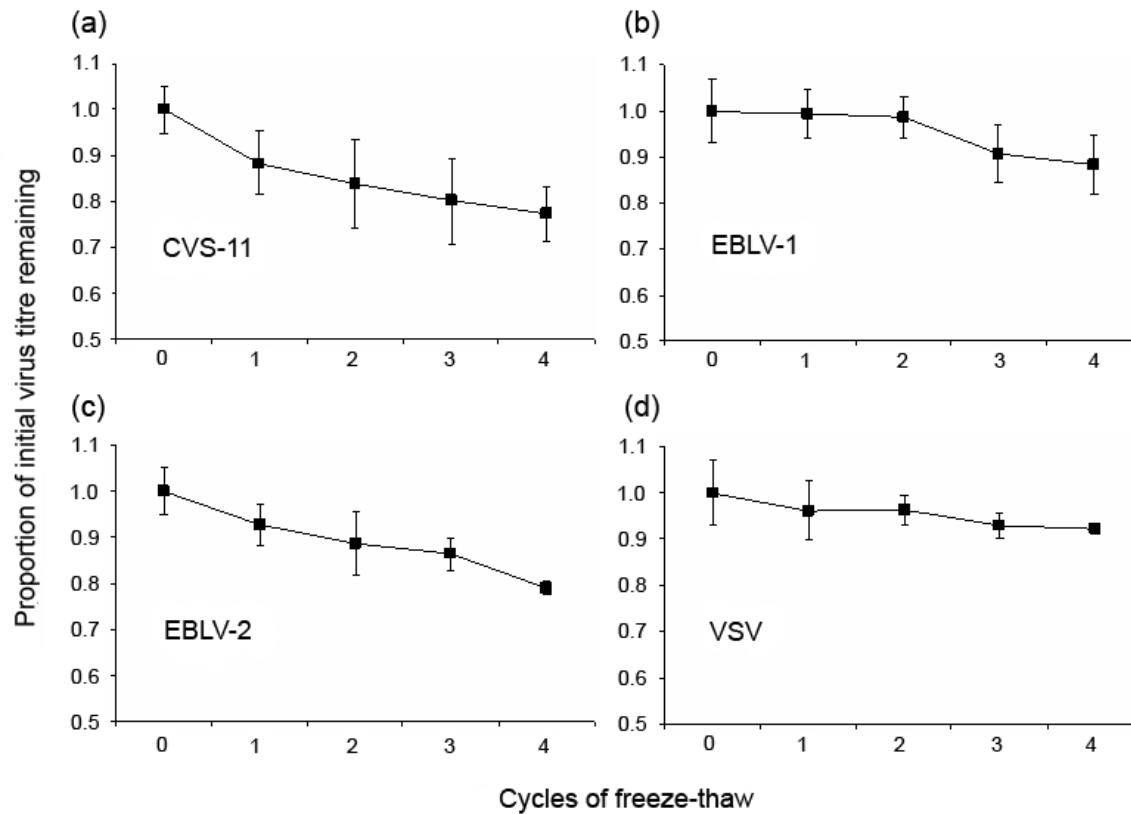 (a)
1.1
1.0
0.9
0.8
0.7
0.6
0.5
CVS-11
0 1 2 3 4
(b)
1.1
1.0
0.9
0.8
0.7
0.6
0.5
EBLV-1
0 1 2 3 4
(c)
1.1
1.0
0.9
0.8
0.7
0.6
0.5
EBLV-2
0 1 2 3 4
(d)
1.1
1.0
0.9
0.8
0.7
0.6
0.5
VSV
0 1 2 3 4
Proportion of initial virus titre remaining
Cycles of freeze-thaw